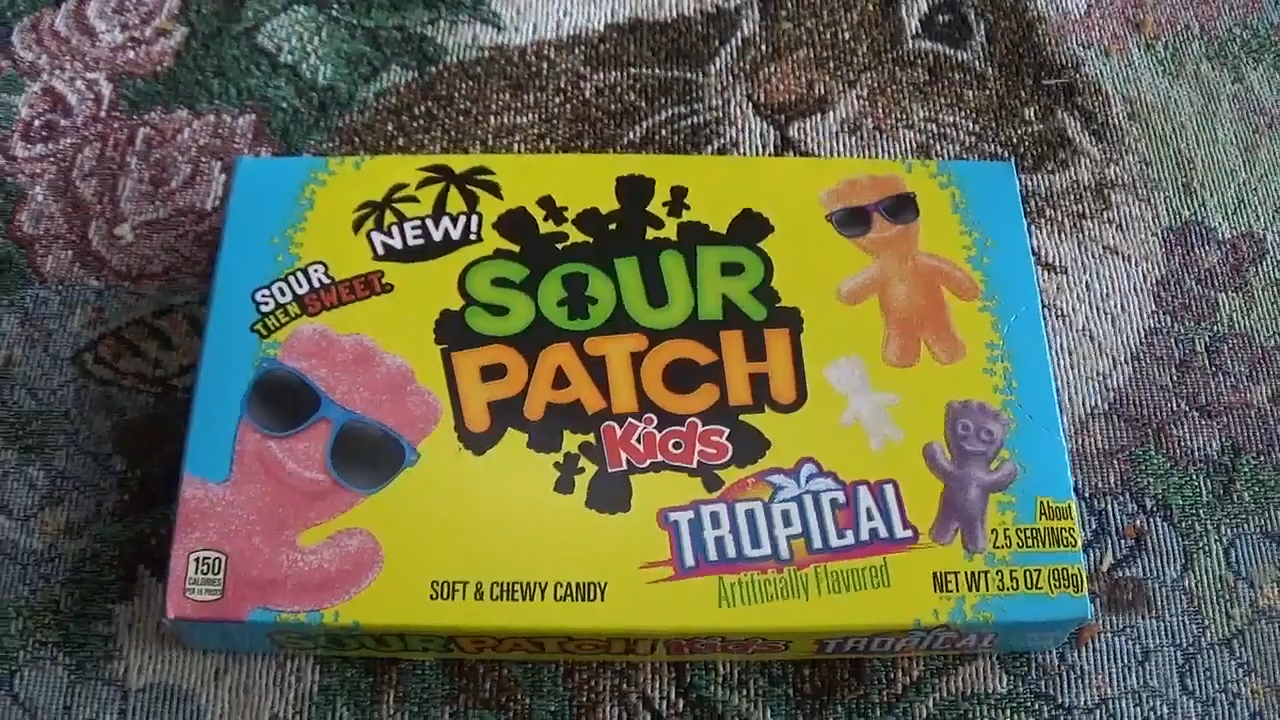 NEW!
SOUR
THEN SWEET.
SOUR
PATCH
Kids
TROPICAL
Artificially Flavored
SOFT & CHEWY CANDY
150
CALORIES
About
2.5 SERVINGS
NET WT 3.5 OZ (99g)
SOUR PATCH Kids TROPICAL